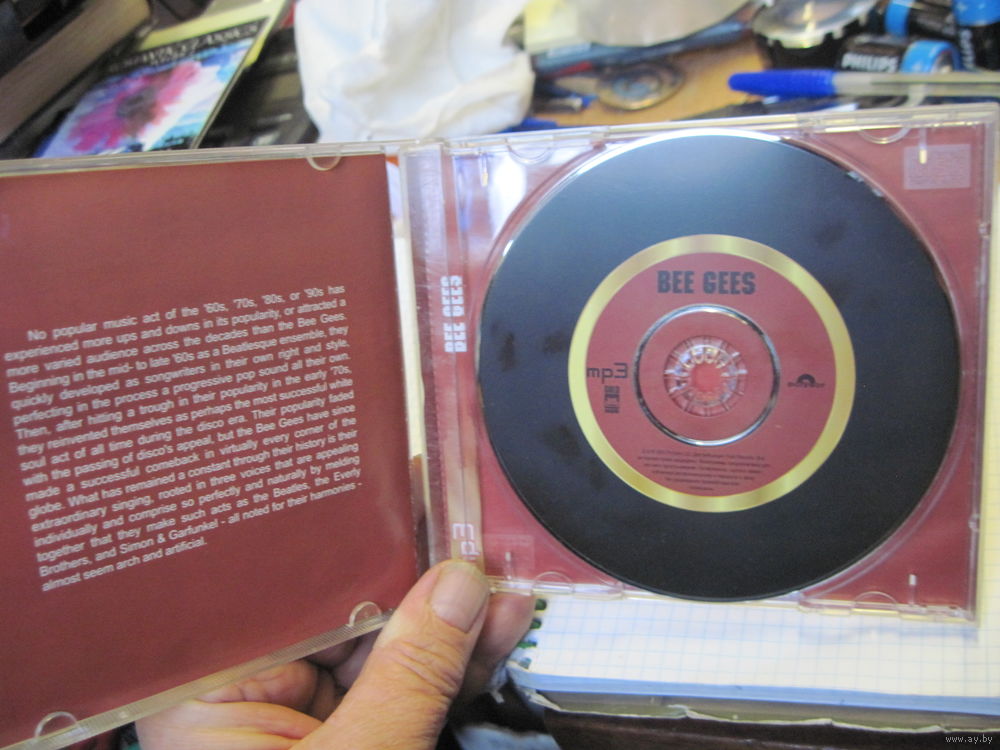 No popular music act of the '60s, '70s, '80s, or '90s has
experienced more ups and downs in its popularity, or attracted a
more varied audience across the decades than the Bee Gees.
Beginning in the mid- to late '60s as a Beatlesque ensemble, they
quickly developed as songwriters in their own right and style,
perfecting in the process a progressive pop sound all their own.
Then, after hitting a trough in their popularity in the early '70s,
they reinvented themselves as perhaps the most successful white
soul act of all time during the disco era. Their popularity faded
with the passing of disco's appeal, but the Bee Gees have since
made a successful comeback in virtually every corner of the
globe. What has remained a constant through their history is their
extraordinary singing, rooted in three voices that are appealing
individually and comprise so perfectly and naturally by melding
together that they make such acts as the Beatles, the Everly
Brothers, and Simon & Garfunkel - all noted for their harmonies -
almost seem arch and artificial.
BEE GEES
BEE GEES
mp3
PHILIPS
www.ay.by